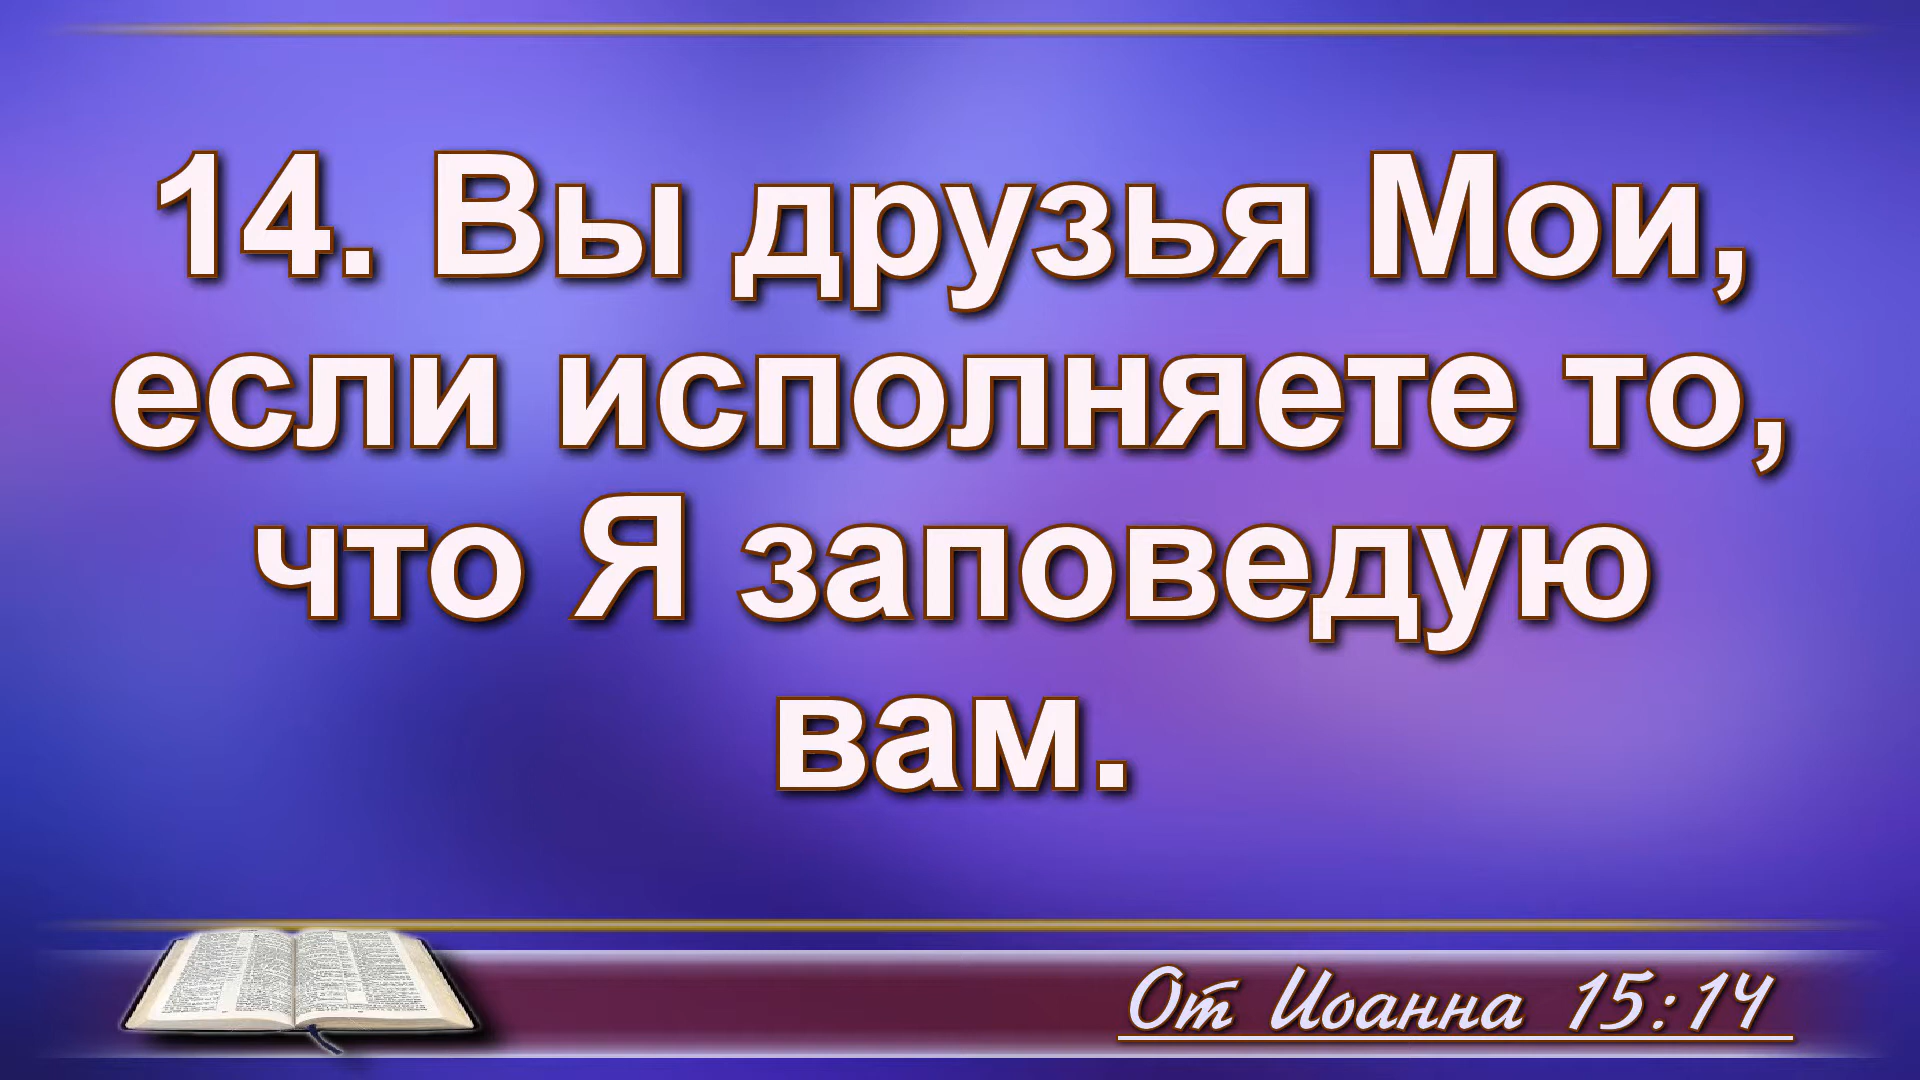 14. Вы друзья Мои,
если исполняете то,
что Я заповедую
вам.
От Иоанна 15:14